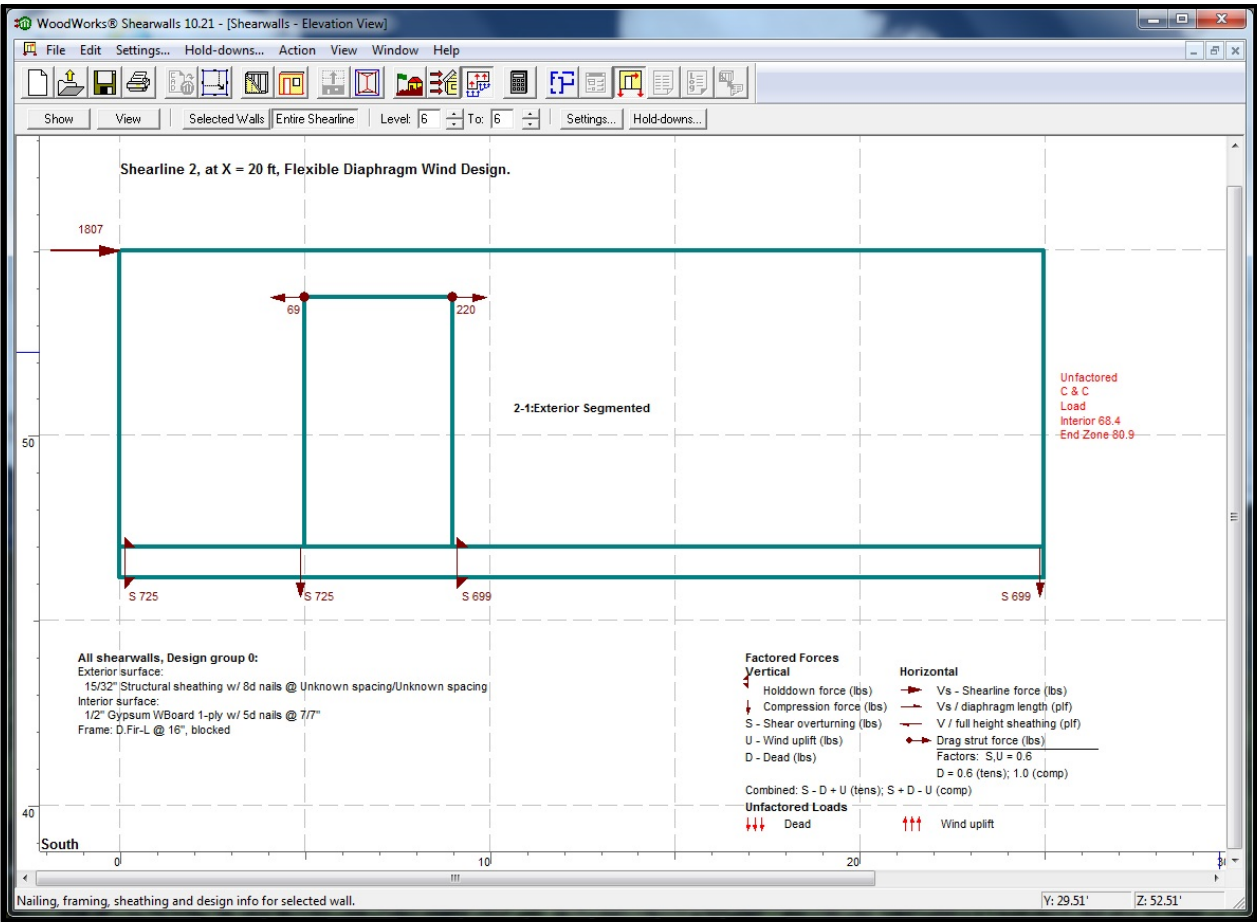 WoodWorks® Shearwalls 10.21 - [Shearwalls - Elevation View]
File Edit Settings... Hold-downs... Action View Window Help
Show View Selected Walls Entire Shearline Level: 6 To: 6 Settings... Hold-downs...
Shearline 2, at X = 20 ft, Flexible Diaphragm Wind Design.
1807
69 220
Unfactored
C & C
Load
Interior 68.4
End Zone 80.9
2-1:Exterior Segmented
50
S 725 S 725 S 699 S 699
All shearwalls, Design group 0:
Exterior surface:
15/32" Structural sheathing w/ 8d nails @ Unknown spacing/Unknown spacing
Interior surface:
1/2" Gypsum WBoard 1-ply w/ 5d nails @ 7/7"
Frame: D.Fir-L @ 16", blocked
Factored Forces
Vertical Horizontal
Holddown force (lbs) Vs - Shearline force (lbs)
Compression force (lbs) Vs / diaphragm length (plf)
S - Shear overturning (lbs) V / full height sheathing (plf)
U - Wind uplift (lbs) Drag strut force (lbs)
D - Dead (lbs) Factors: S,U = 0.6
D = 0.6 (tens); 1.0 (comp)
Combined: S - D + U (tens); S + D - U (comp)
Unfactored Loads
Dead Wind uplift
40
South
0 10 20
Nailing, framing, sheathing and design info for selected wall. Y: 29.51' Z: 52.51'